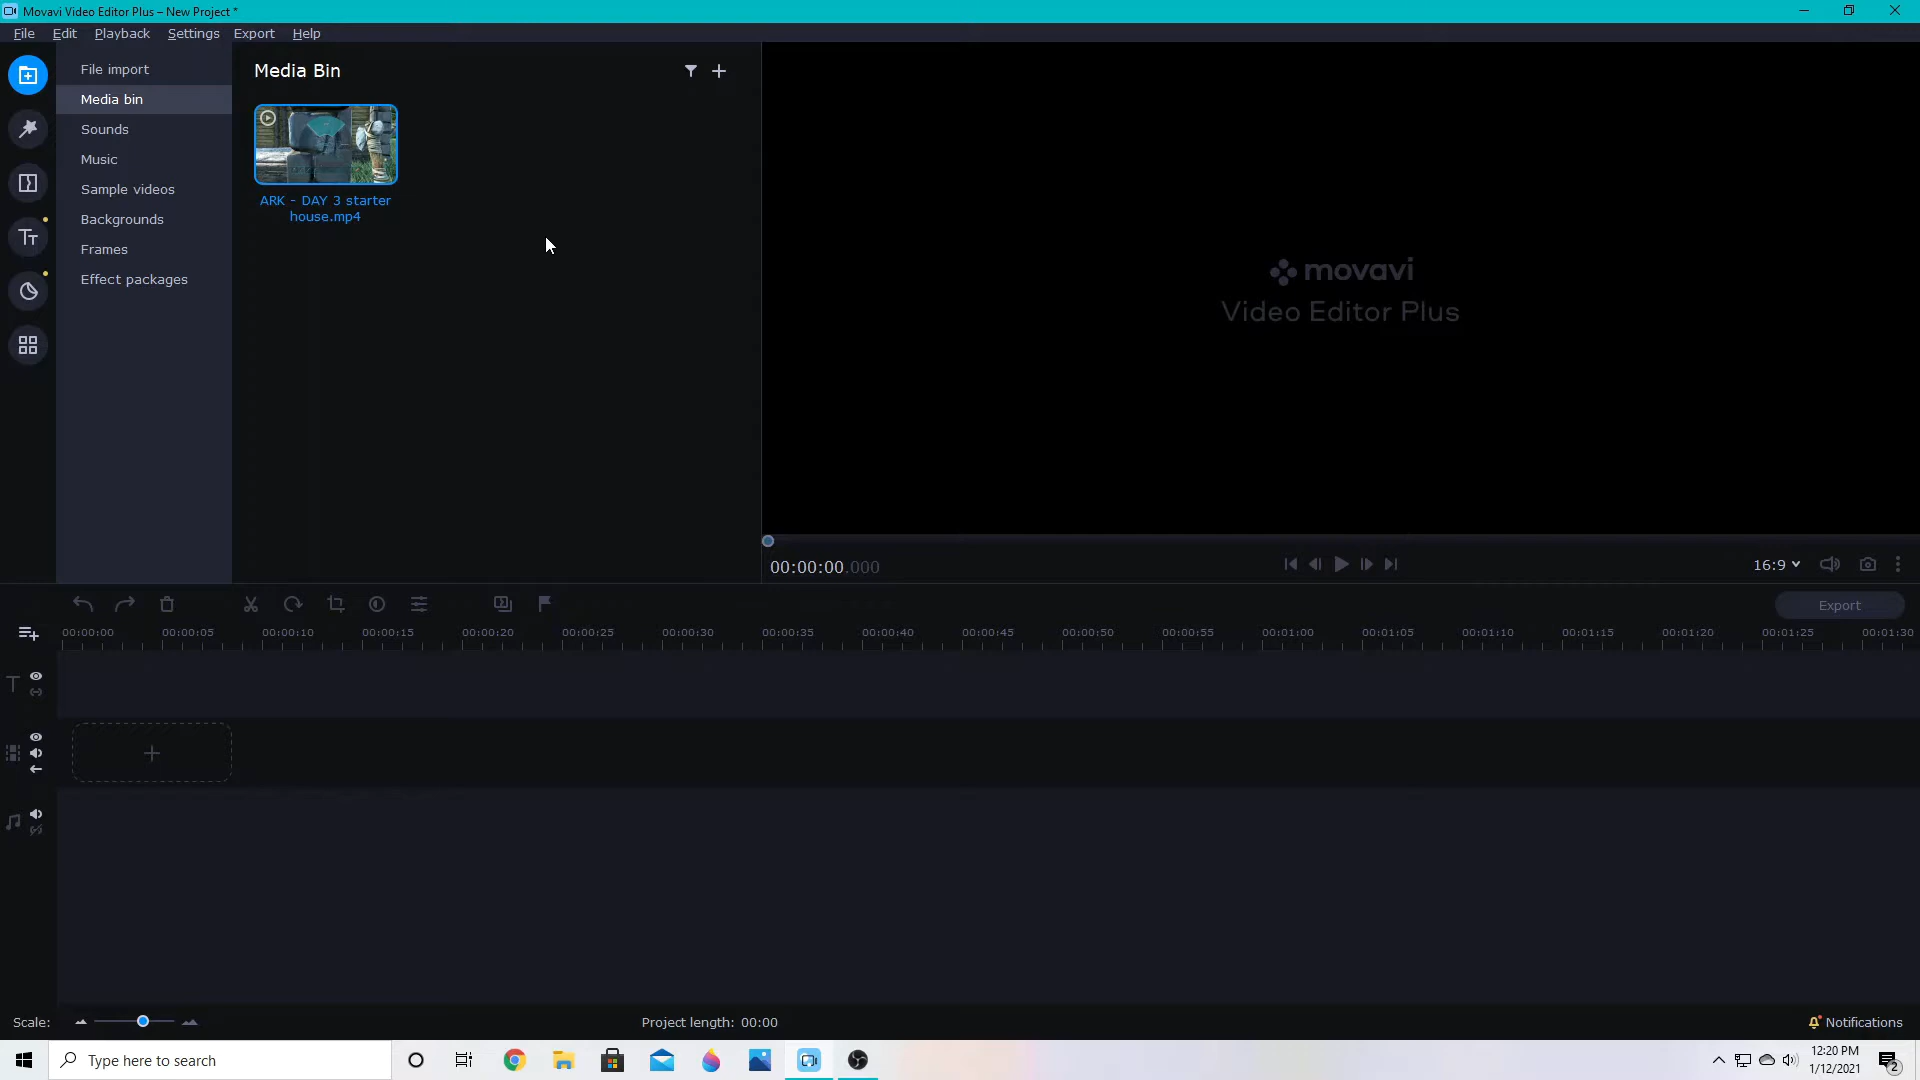 Movavi Video Editor Plus – New Project *
File Edit Playback Settings Export Help
File import
Media bin
Sounds
Music
Sample videos
Backgrounds
Frames
Effect packages
Media Bin
ARK - DAY 3 starter
house.mp4
movavi
Video Editor Plus
00:00:00.000
16:9
Export
00:00:00 00:00:05 00:00:10 00:00:15 00:00:20 00:00:25 00:00:30 00:00:35 00:00:40 00:00:45 00:00:50 00:00:55 00:01:00 00:01:05 00:01:10 00:01:15 00:01:20 00:01:25 00:01:30
Scale:
Project length: 00:00
Notifications
Type here to search
12:20 PM
1/12/2021
2